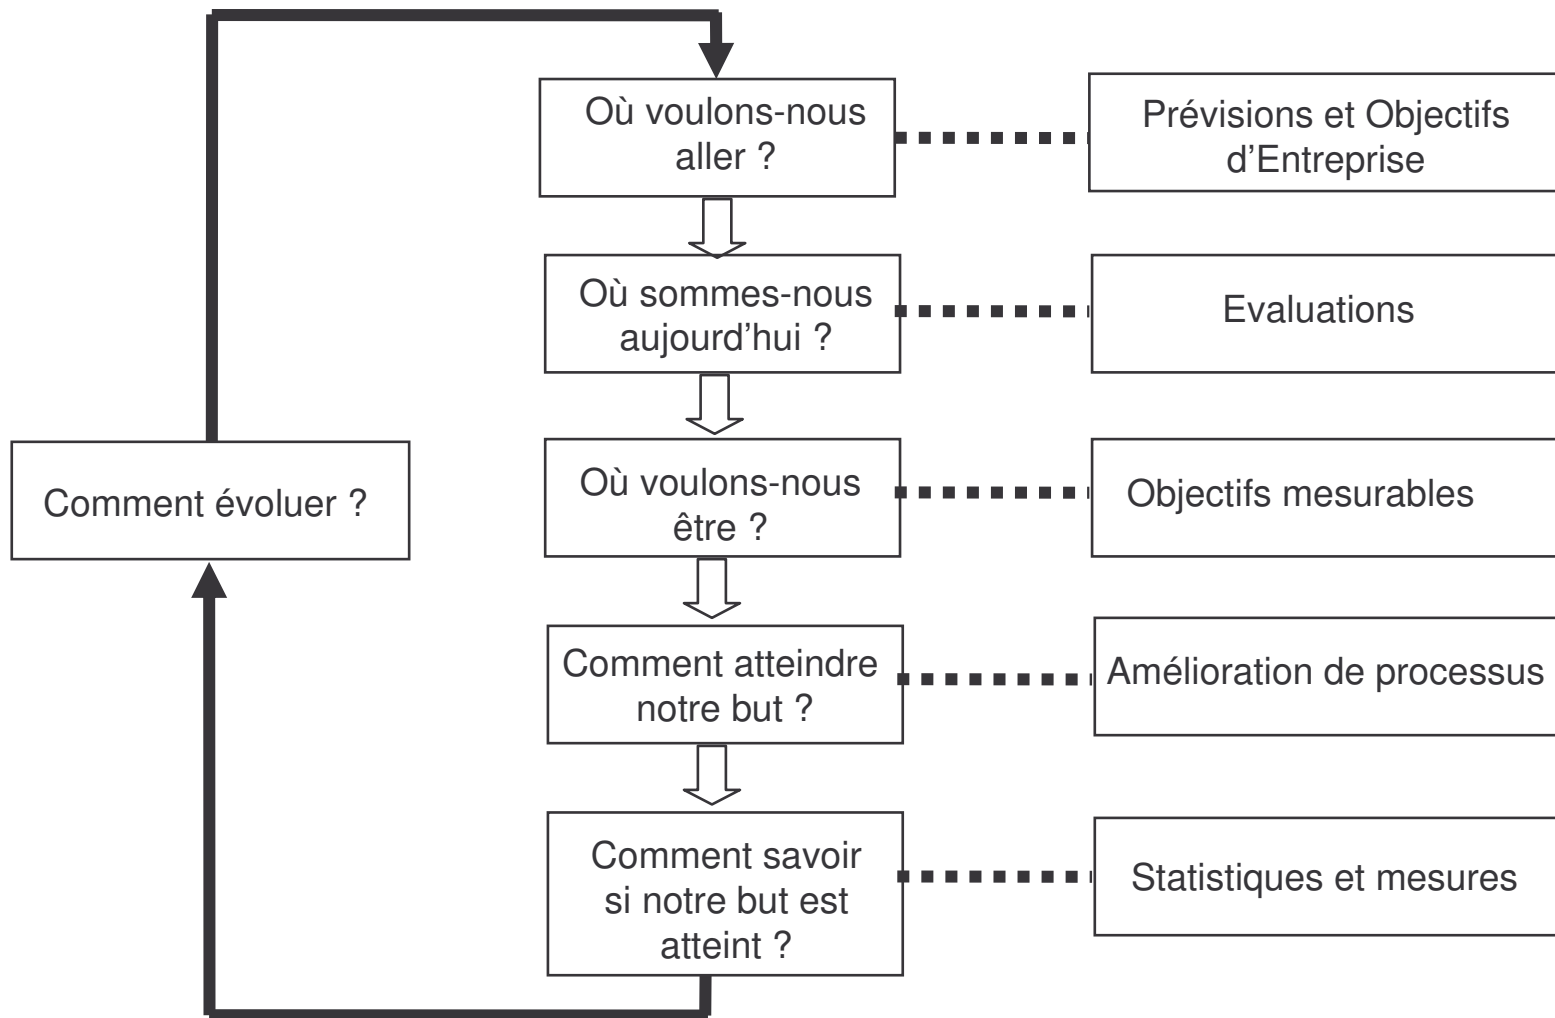 Où voulons-nous
aller ?
Prévisions et Objectifs
d’Entreprise
Où sommes-nous
aujourd’hui ?
Evaluations
Comment évoluer ?
Où voulons-nous
être ?
Objectifs mesurables
Comment atteindre
notre but ?
Amélioration de processus
Comment savoir
si notre but est
atteint ?
Statistiques et mesures